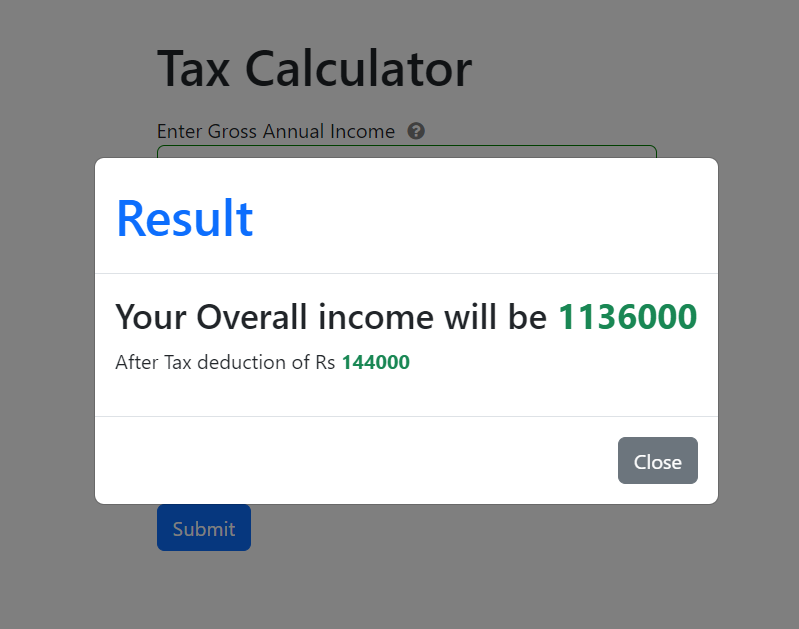 Tax Calculator
Enter Gross Annual Income
Result
Your Overall income will be 1136000
After Tax deduction of Rs 144000
Close
Submit